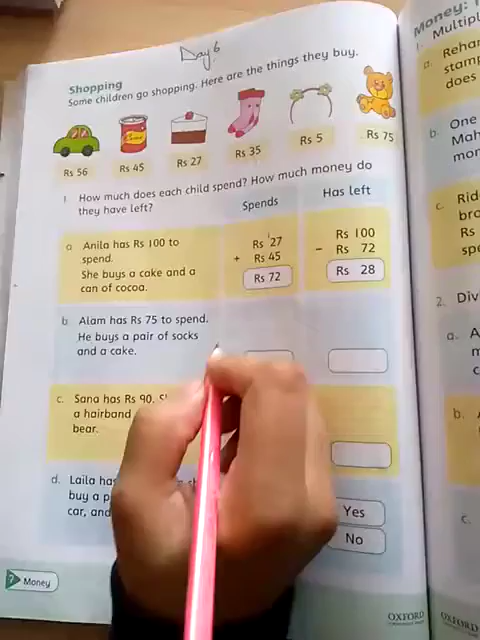 Day 6
Shopping
Some children go shopping. Here are the things they buy.
Rs 56
Rs 45
Rs 27
Rs 35
Rs 5
Rs 75
1 How much does each child spend? How much money do
they have left?
Spends
Has left
a Anila has Rs 100 to
spend.
She buys a cake and a
can of cocoa.
1
Rs 27
+ Rs 45
Rs 72
Rs 100
- Rs 72
Rs 28
b Alam has Rs 75 to spend.
He buys a pair of socks
and a cake.
c. Sana has Rs 90.
a hairband
bear.
d. Laila has
buy a p
car, and
Yes
No
Money
OXFORD
Money:
1. Multipl
a. Reha
stam
does
b. One
Mah
mor
c. Rid
bro
Rs
spe
2. Div
a. A
c
b.
c.
OXFORD